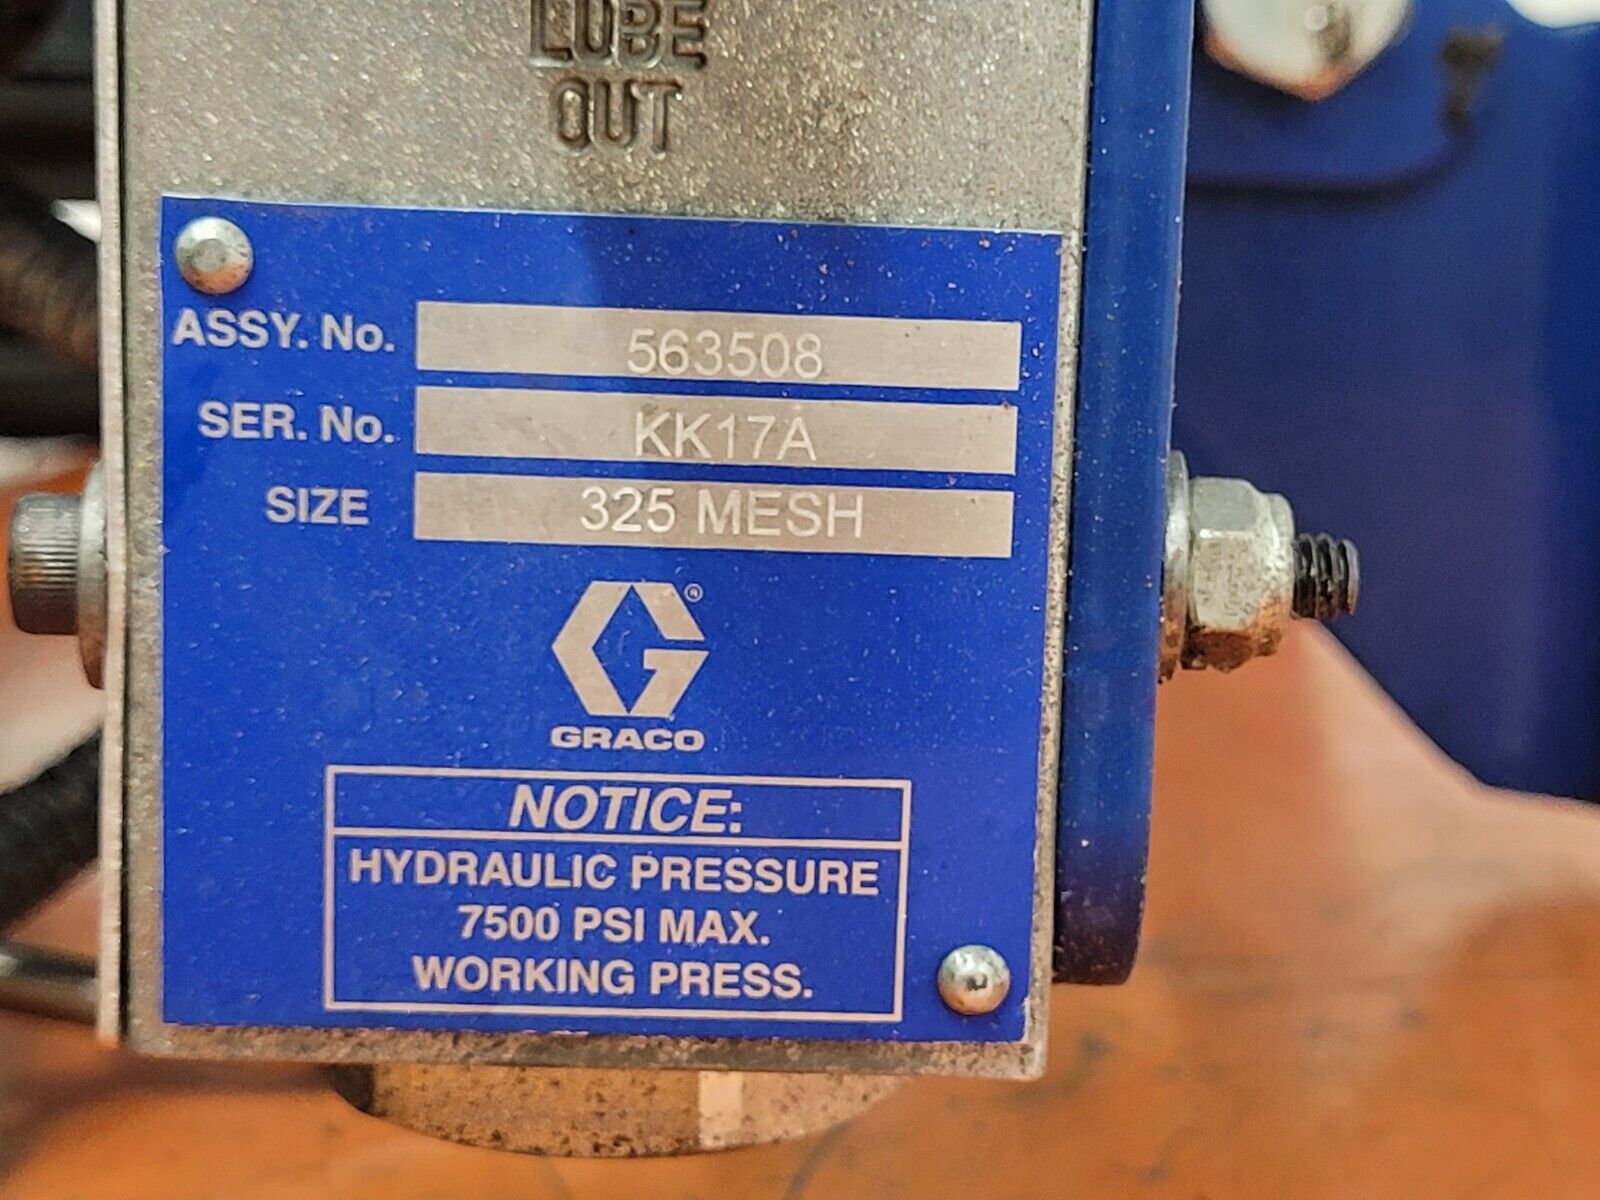 LUBE
OUT
ASSY. No. 563508
SER. No. KK17A
SIZE 325 MESH
®
GRACO
NOTICE:
HYDRAULIC PRESSURE
7500 PSI MAX.
WORKING PRESS.